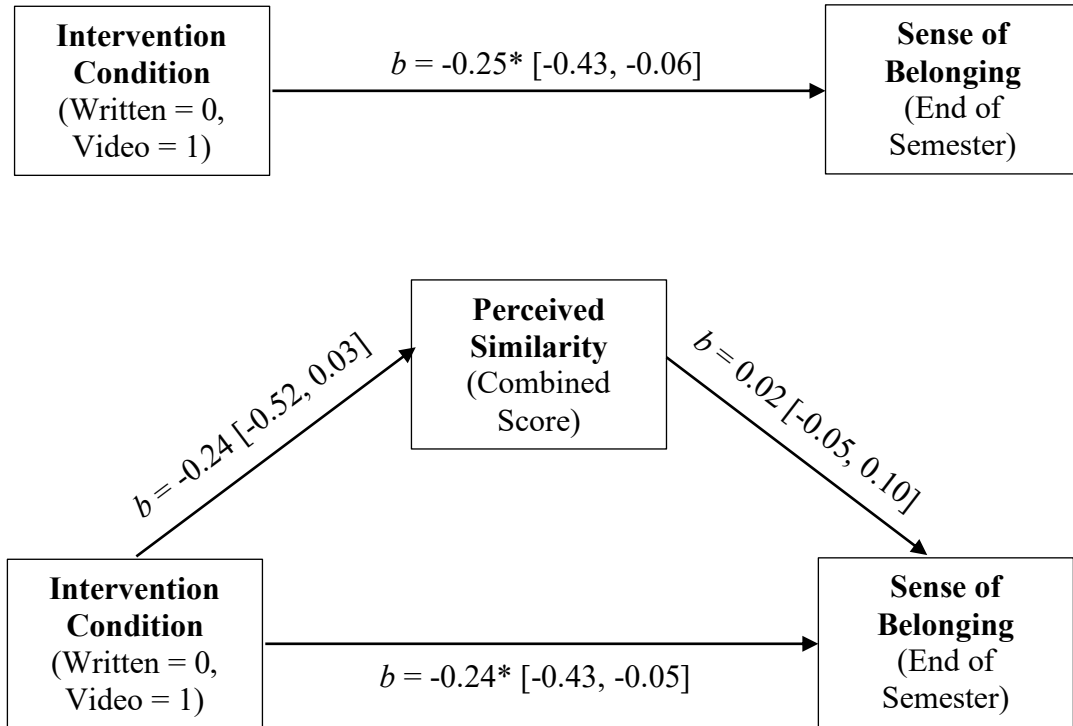 Intervention
Condition
(Written = 0,
Video = 1)
b = -0.25* [-0.43, -0.06]
Sense of
Belonging
(End of
Semester)
Perceived
Similarity
(Combined
Score)
b = -0.24 [-0.52, 0.03]
b = 0.02 [-0.05, 0.10]
Intervention
Condition
(Written = 0,
Video = 1)
b = -0.24* [-0.43, -0.05]
Sense of
Belonging
(End of
Semester)